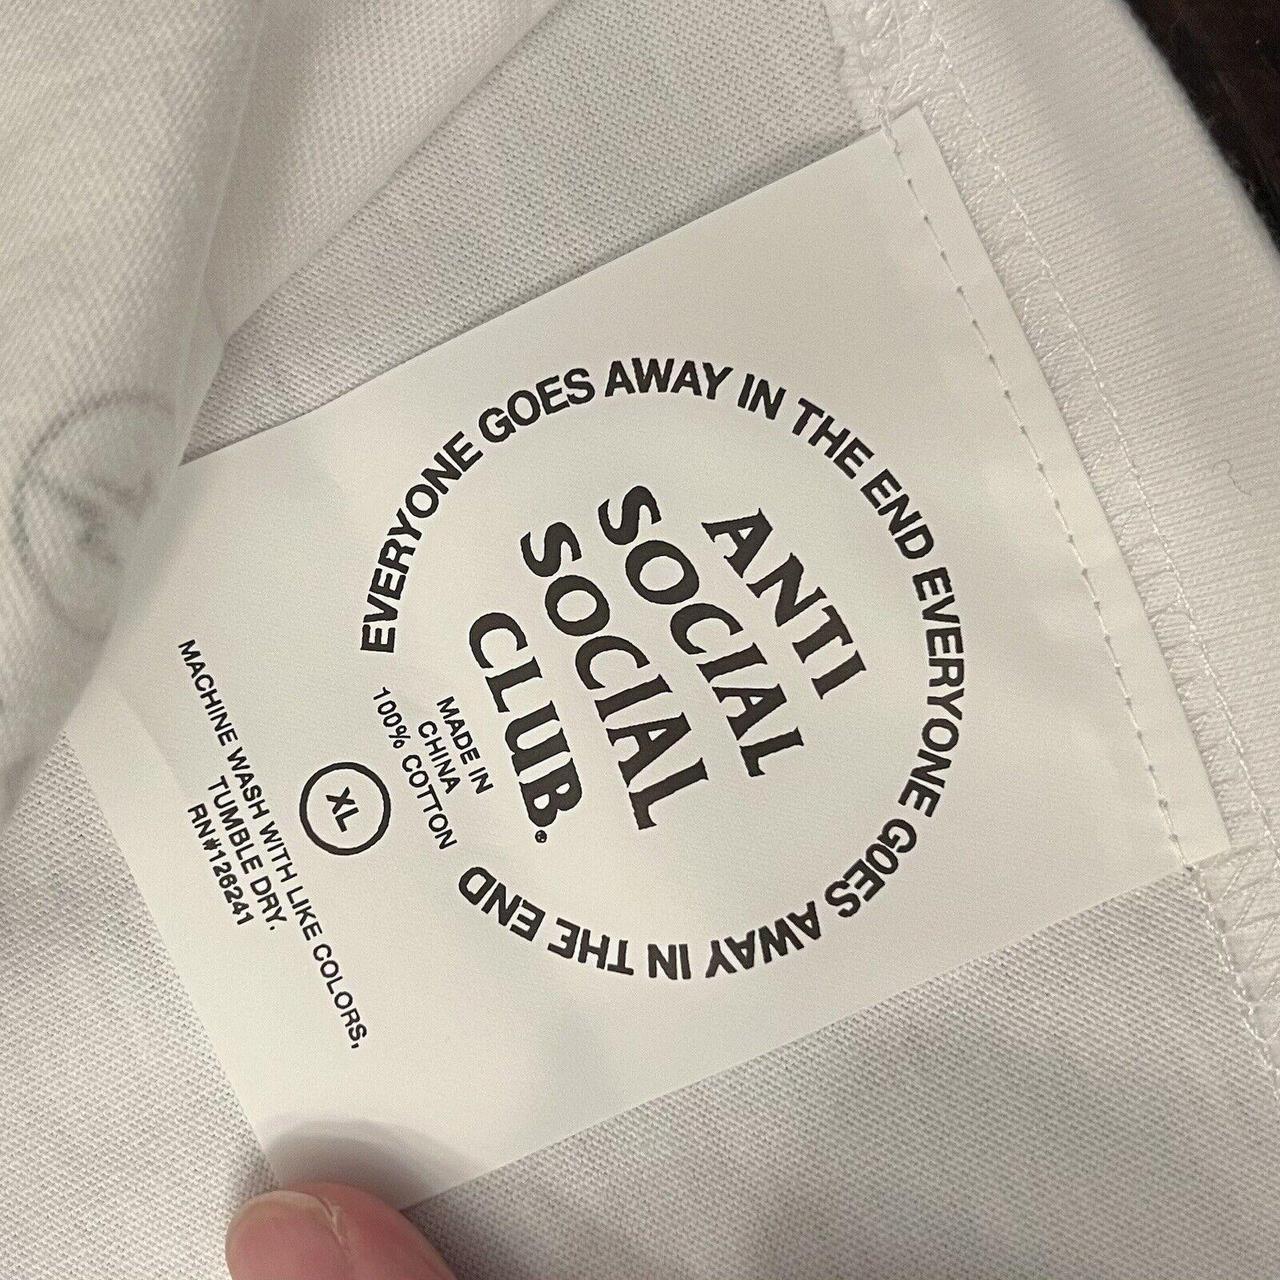 EVERYONE GOES AWAY IN THE END EVERYONE GOES AWAY IN THE END
ANTI
SOCIAL
SOCIAL
CLUB®
MADE IN
CHINA
100% COTTON
XL
MACHINE WASH WITH LIKE COLORS,
TUMBLE DRY.
RN#126241